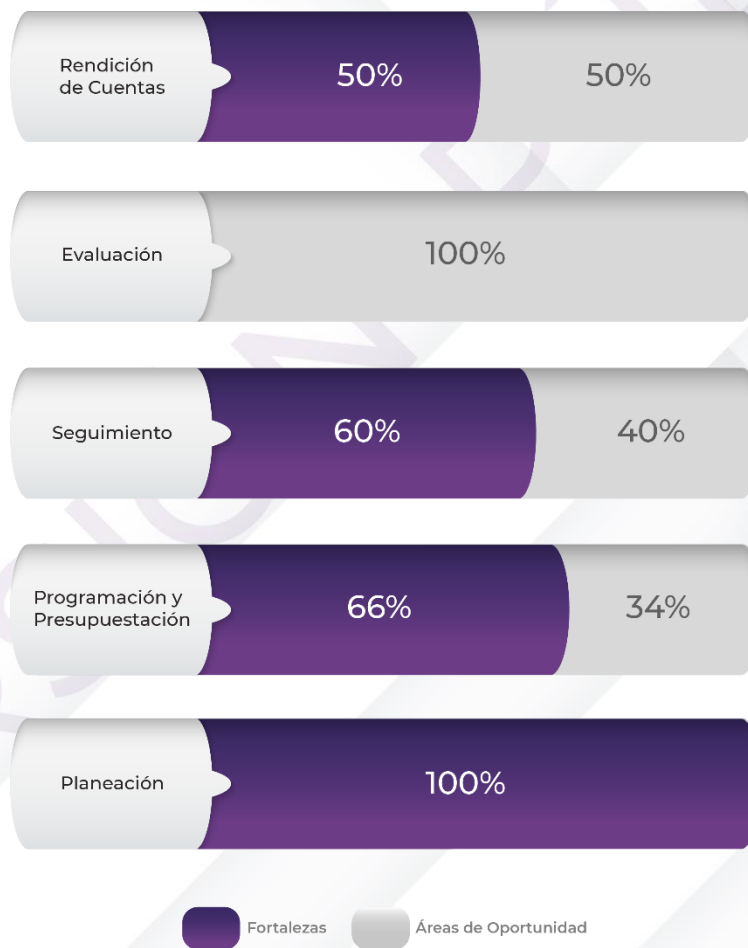 Rendición
de Cuentas
50%
50%
Evaluación
100%
Seguimiento
60%
40%
Programación y
Presupuestación
66%
34%
Planeación
100%
Fortalezas
Áreas de Oportunidad